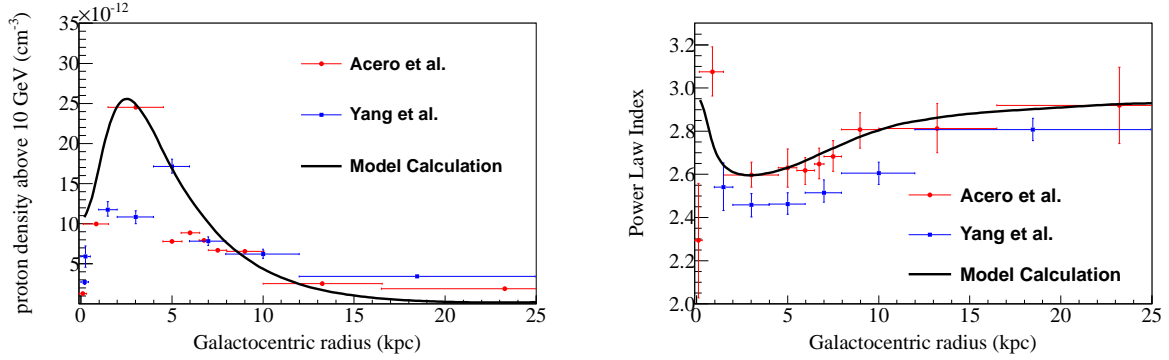 ×10⁻¹²
35
30
25
20
15
10
5
0 5 10 15 20 25
proton density above 10 GeV (cm⁻³)
Galactocentric radius (kpc)
Acero et al.
Yang et al.
Model Calculation
3.2
3.0
2.8
2.6
2.4
2.2
2.0
0 5 10 15 20 25
Power Law Index
Galactocentric radius (kpc)
Acero et al.
Yang et al.
Model Calculation